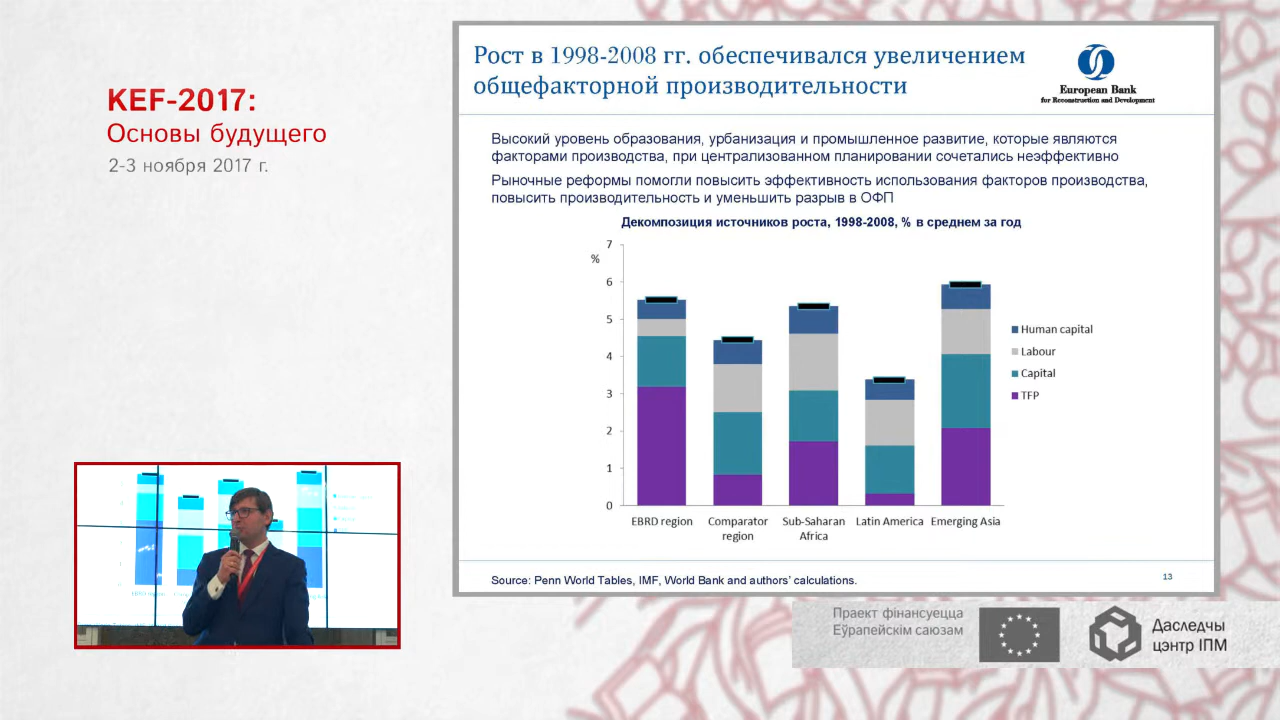 KEF-2017:
Основы будущего
2-3 ноября 2017 г.
Рост в 1998-2008 гг. обеспечивался увеличением
общефакторной производительности
European Bank
for Reconstruction and Development
Высокий уровень образования, урбанизация и промышленное развитие, которые являются
факторами производства, при централизованном планировании сочетались неэффективно
Рыночные реформы помогли повысить эффективность использования факторов производства,
повысить производительность и уменьшить разрыв в ОФП
Декомпозиция источников роста, 1998-2008, % в среднем за год
7
%
6
5
4
3
2
1
0
Human capital
Labour
Capital
TFP
EBRD region
Comparator
region
Sub-Saharan
Africa
Latin America
Emerging Asia
Source: Penn World Tables, IMF, World Bank and authors' calculations.
13
Праект фінансуецца
Еўрапейскім саюзам
Даследчы
цэнтр ІПМ